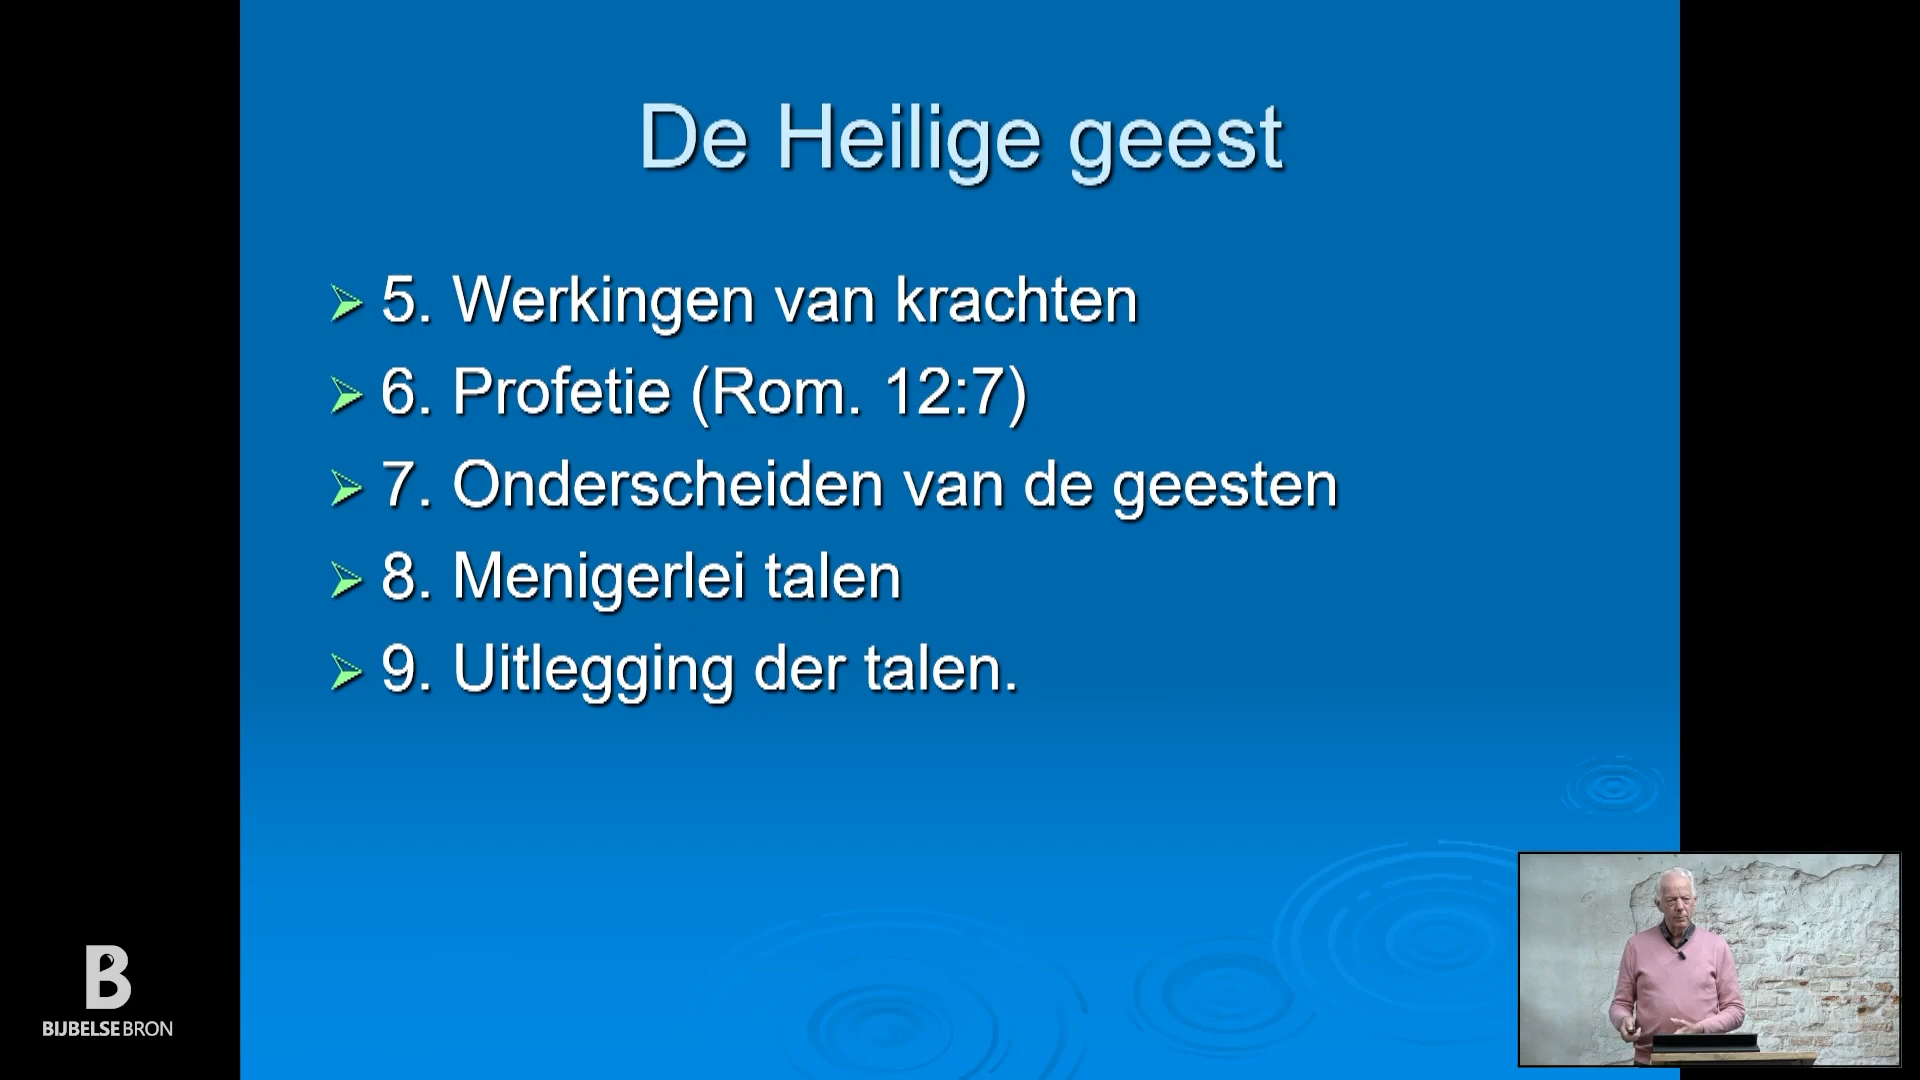 De Heilige geest
5. Werkingen van krachten
6. Profetie (Rom. 12:7)
7. Onderscheiden van de geesten
8. Menigerlei talen
9. Uitlegging der talen.
B
BIJBELSE BRON